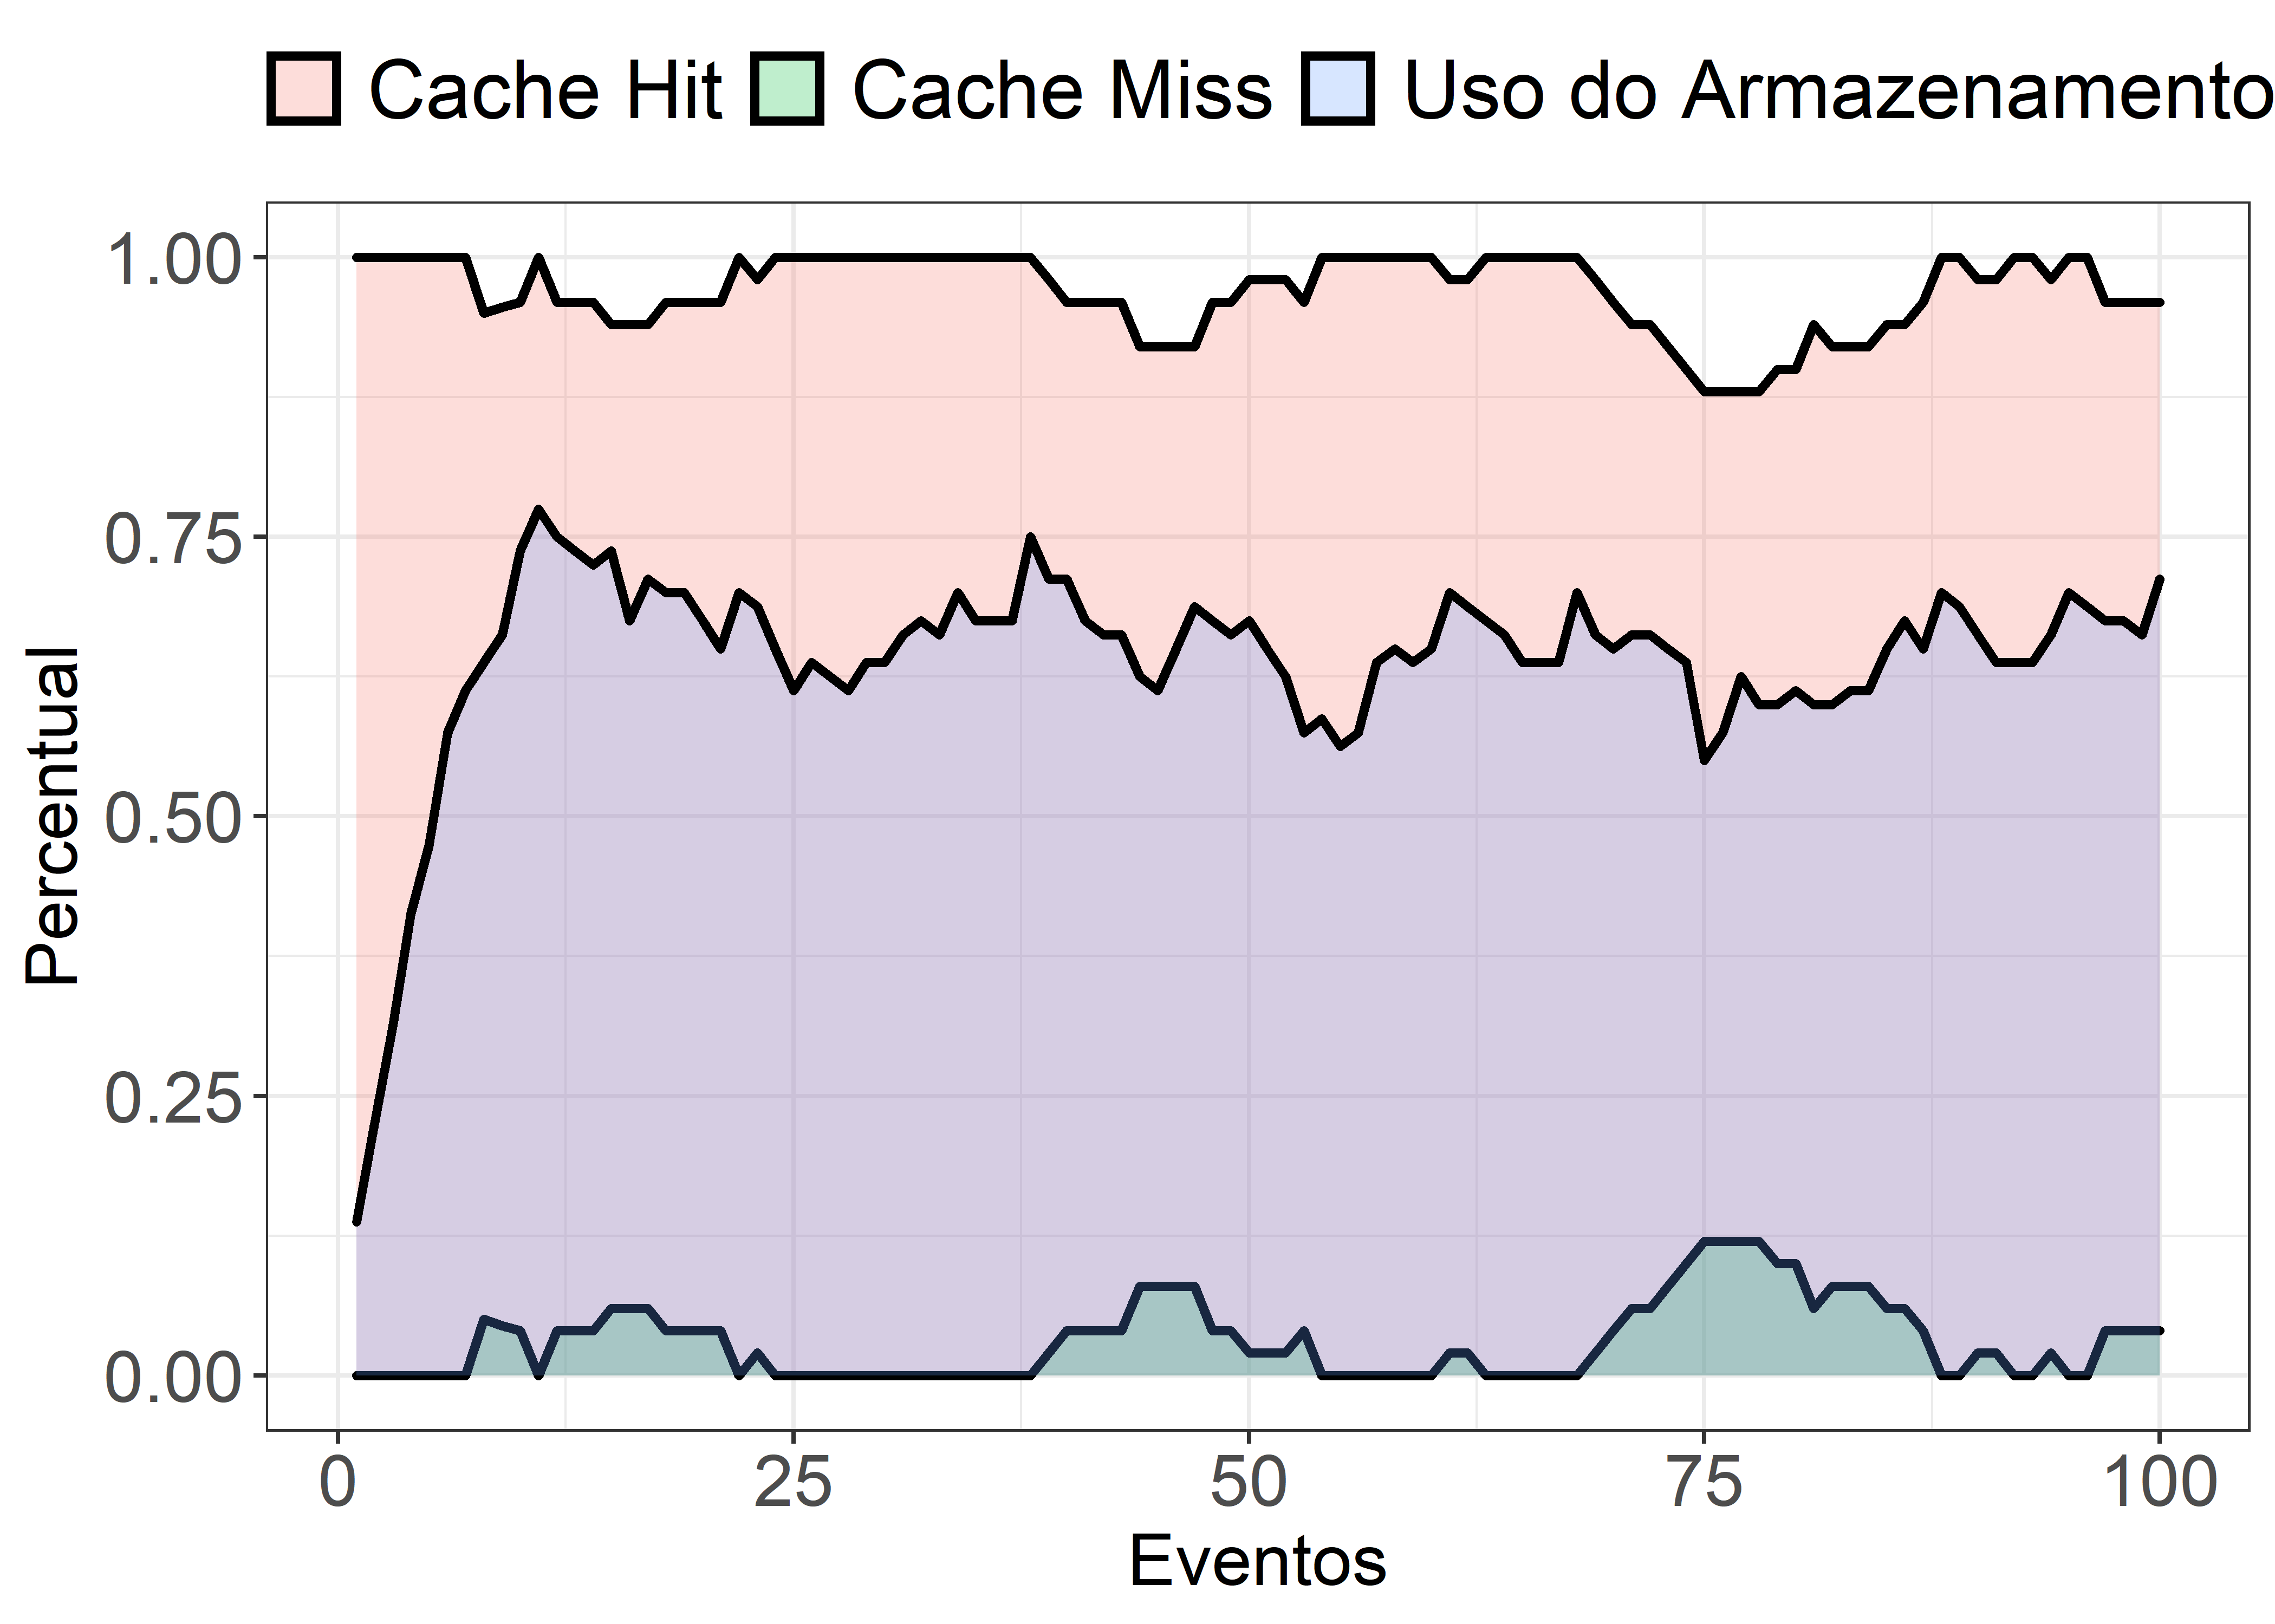 Cache Hit Cache Miss Uso do Armazenamento
1.00
0.75
0.50
0.25
0.00
Percentual
0 25 50 75 100
Eventos